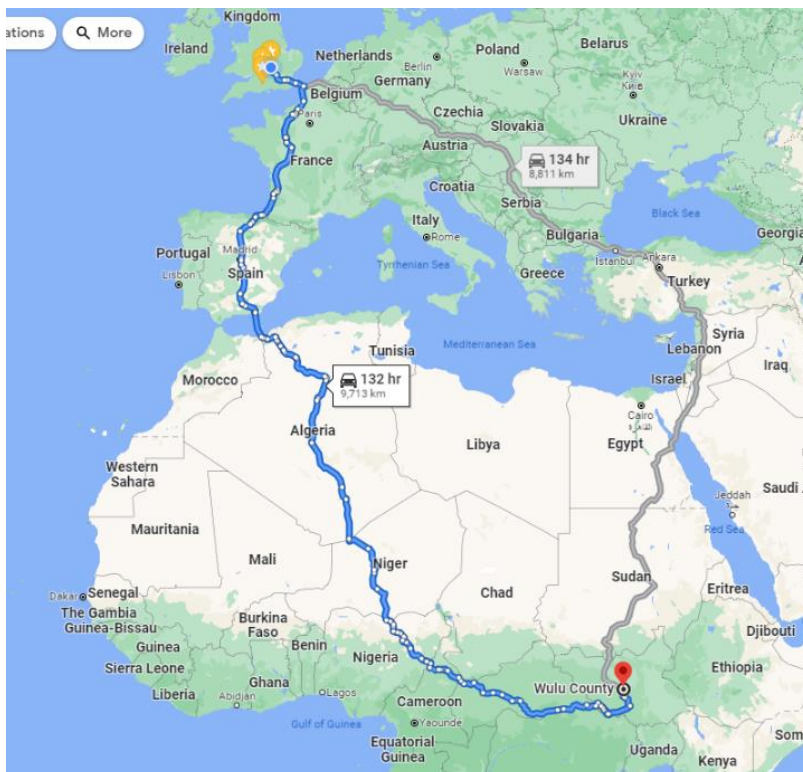 Kingdom
ations
More
Ireland
Netherlands
Poland
Belarus
Berlin
Warsaw
Germany
Kyiv
Київ
Belgium
Paris
Czechia
Ukraine
Slovakia
Austria
France
134 hr
8,811 km
Croatia
Serbia
Italy
Rome
Black Sea
Bulgaria
Georgia
Portugal
Madrid
Lisbon
Spain
Tyrrhenian Sea
Istanbul
Ankara
Greece
Turkey
Tunisia
Mediterranean Sea
Syria
Lebanon
Iraq
Morocco
132 hr
9,713 km
Israel
Cairo
القاهرة
Algeria
Libya
Egypt
Western
Sahara
Jeddah
جدة
Saudi
Mauritania
Red Sea
Mali
Niger
Chad
Sudan
Eritrea
Dakar
Senegal
The Gambia
Guinea-Bissau
Burkina
Faso
Djibouti
Guinea
Benin
Nigeria
Sierra Leone
Ghana
Ethiopia
Wulu County
Liberia
Abidjan
Lagos
Cameroon
Gulf of Guinea
Yaounde
Equatorial
Guinea
Uganda
Kenya
Som